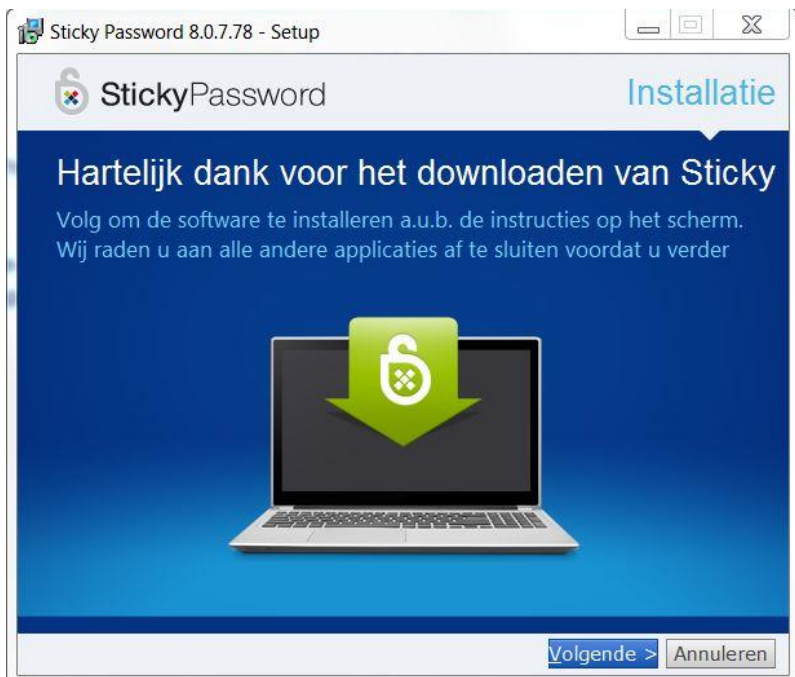 Sticky Password 8.0.7.78 - Setup
StickyPassword
Installatie
Hartelijk dank voor het downloaden van Sticky
Volg om de software te installeren a.u.b. de instructies op het scherm.
Wij raden u aan alle andere applicaties af te sluiten voordat u verder
Volgende >
Annuleren